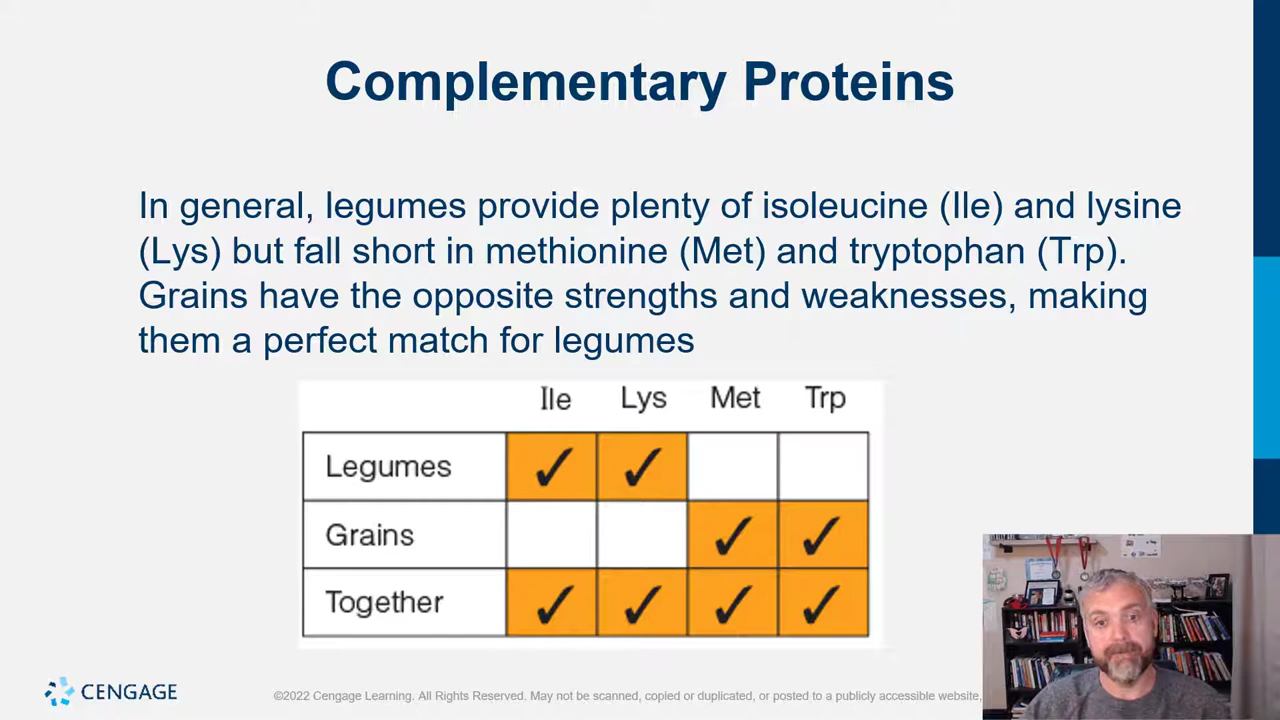 Complementary Proteins
In general, legumes provide plenty of isoleucine (Ile) and lysine
(Lys) but fall short in methionine (Met) and tryptophan (Trp).
Grains have the opposite strengths and weaknesses, making
them a perfect match for legumes
Ile Lys Met Trp
Legumes ✓ ✓
Grains ✓ ✓
Together ✓ ✓ ✓ ✓
CENGAGE
©2022 Cengage Learning. All Rights Reserved. May not be scanned, copied or duplicated, or posted to a publicly accessible website,